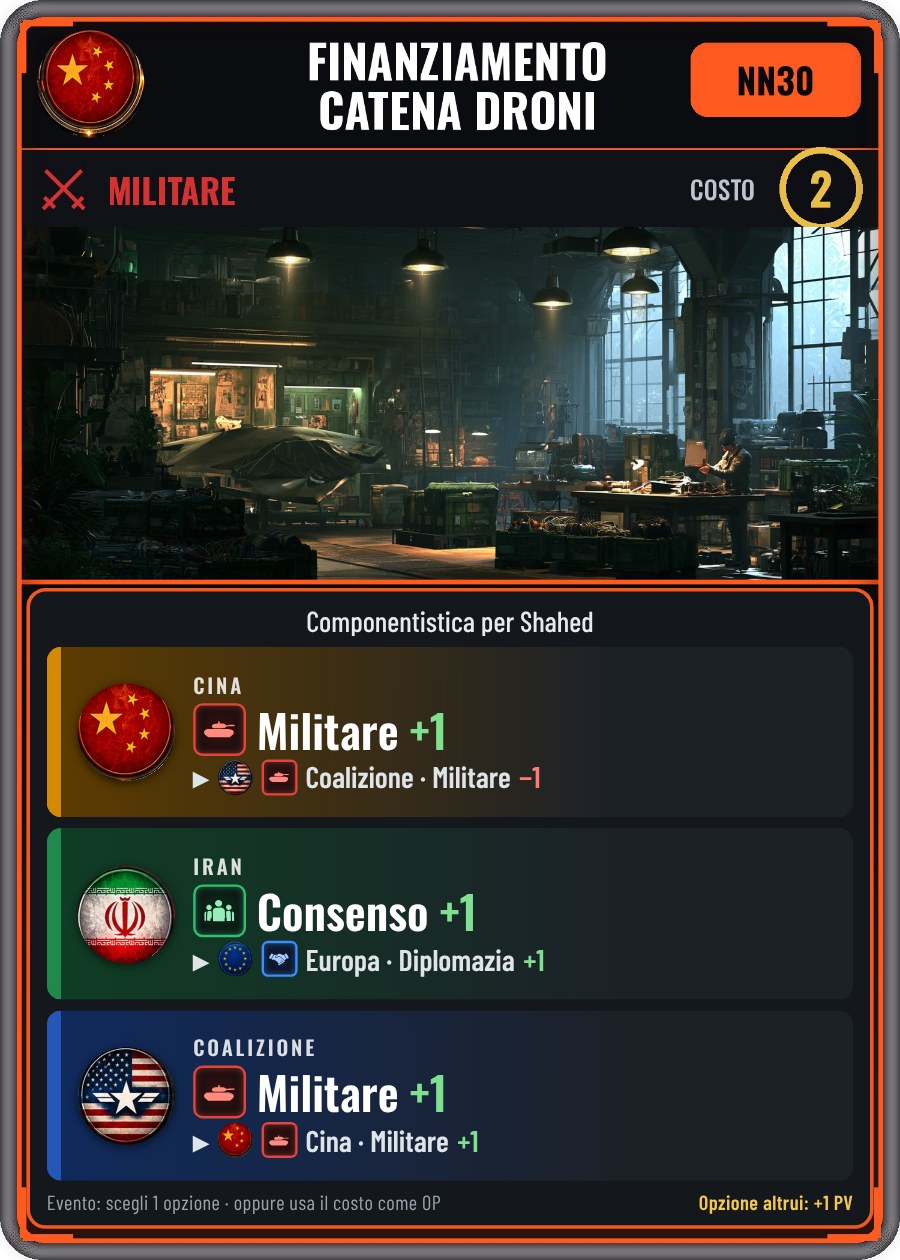 FINANZIAMENTO
CATENA DRONI
NN30
MILITARE
COSTO
2
Componentistica per Shahed
CINA
Militare +1
▶ Coalizione · Militare −1
IRAN
Consenso +1
▶ Europa · Diplomazia +1
COALIZIONE
Militare +1
▶ Cina · Militare +1
Evento: scegli 1 opzione · oppure usa il costo come OP
Opzione altrui: +1 PV